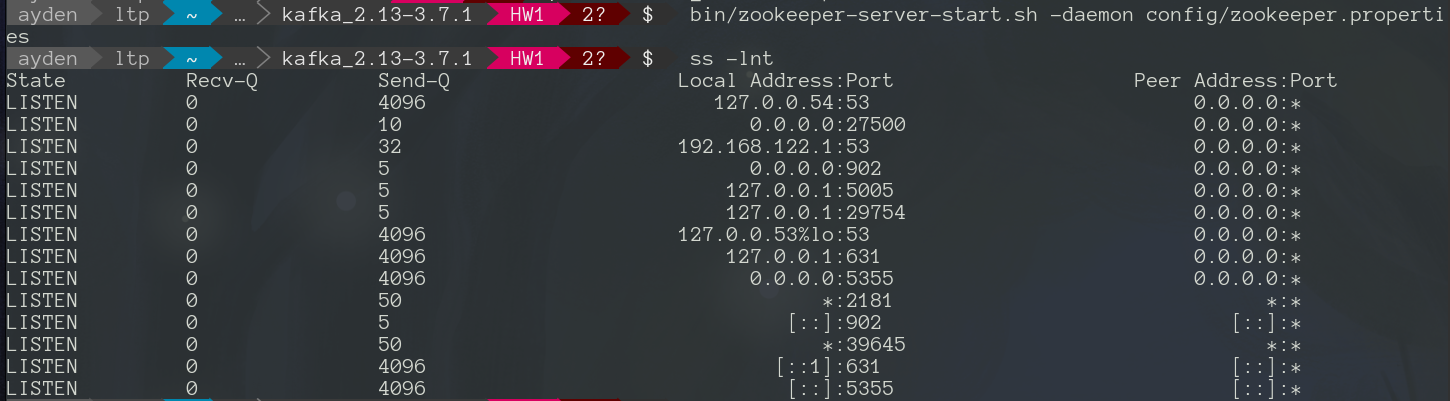 ayden ltp ~ … kafka_2.13-3.7.1 HW1 2? $ bin/zookeeper-server-start.sh -daemon config/zookeeper.properti
es
ayden ltp ~ … kafka_2.13-3.7.1 HW1 2? $ ss -lnt
State Recv-Q Send-Q Local Address:Port Peer Address:Port
LISTEN 0 4096 127.0.0.54:53 0.0.0.0:*
LISTEN 0 10 0.0.0.0:27500 0.0.0.0:*
LISTEN 0 32 192.168.122.1:53 0.0.0.0:*
LISTEN 0 5 0.0.0.0:902 0.0.0.0:*
LISTEN 0 5 127.0.0.1:5005 0.0.0.0:*
LISTEN 0 5 127.0.0.1:29754 0.0.0.0:*
LISTEN 0 4096 127.0.0.53%lo:53 0.0.0.0:*
LISTEN 0 4096 127.0.0.1:631 0.0.0.0:*
LISTEN 0 4096 0.0.0.0:5355 0.0.0.0:*
LISTEN 0 50 *:2181 *:*
LISTEN 0 5 [::]:902 [::]:*
LISTEN 0 50 *:39645 *:*
LISTEN 0 4096 [::1]:631 [::]:*
LISTEN 0 4096 [::]:5355 [::]:*